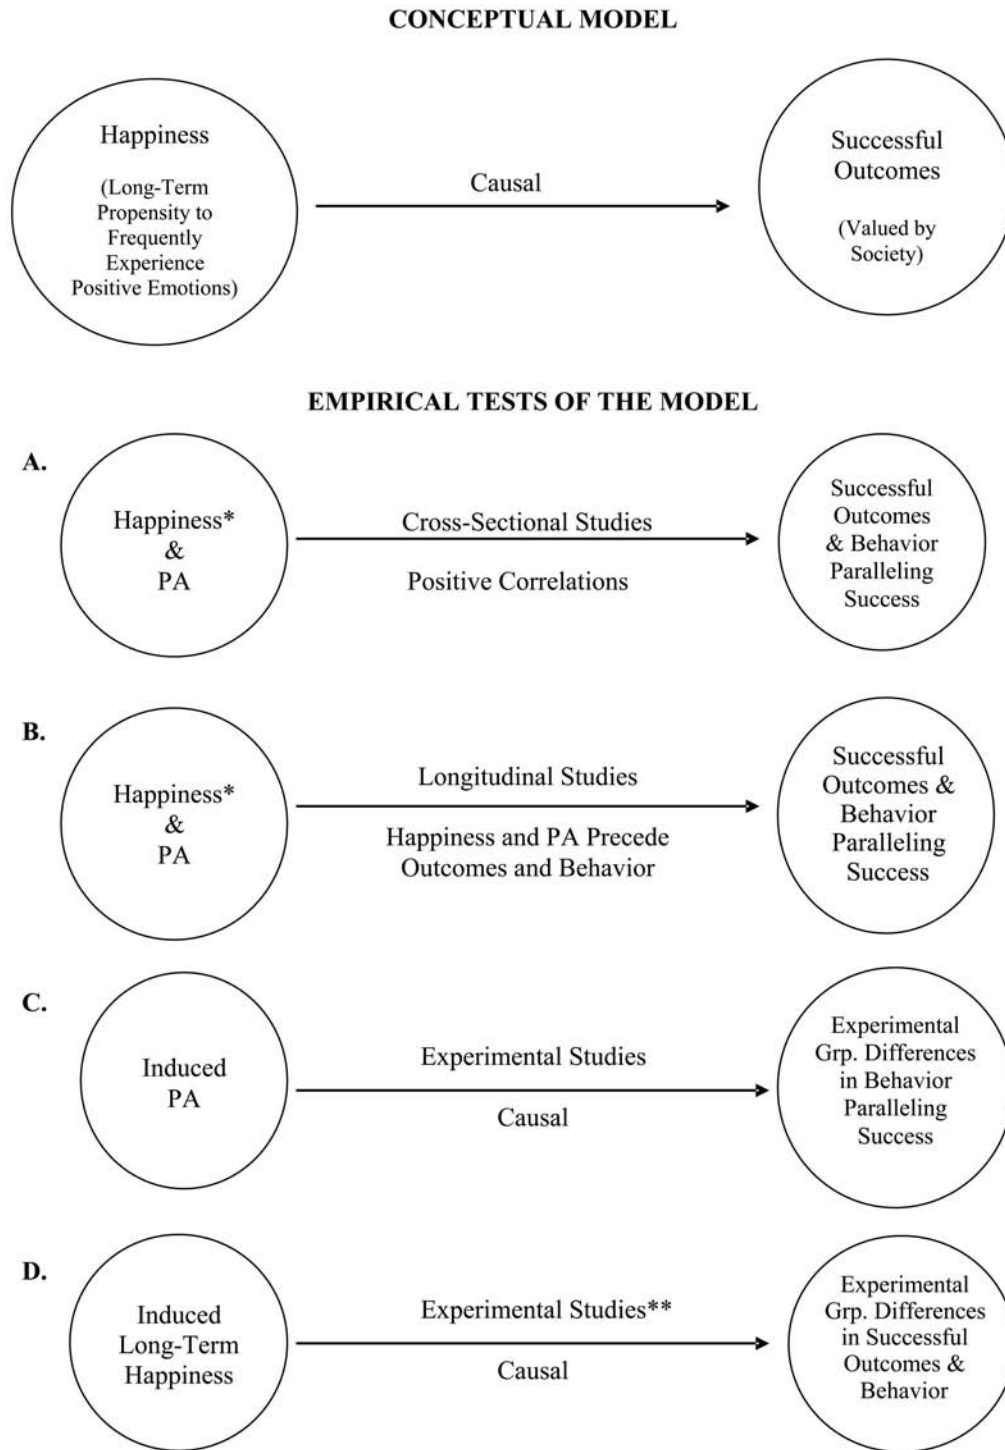 CONCEPTUAL MODEL
Happiness
(Long-Term
Propensity to
Frequently
Experience
Positive Emotions)
Causal
Successful
Outcomes
(Valued by
Society)
EMPIRICAL TESTS OF THE MODEL
A.
Happiness*
&
PA
Cross-Sectional Studies
Positive Correlations
Successful
Outcomes
& Behavior
Paralleling
Success
B.
Happiness*
&
PA
Longitudinal Studies
Happiness and PA Precede
Outcomes and Behavior
Successful
Outcomes &
Behavior
Paralleling
Success
C.
Induced
PA
Experimental Studies
Causal
Experimental
Grp. Differences
in Behavior
Paralleling
Success
D.
Induced
Long-Term
Happiness
Experimental Studies**
Causal
Experimental
Grp. Differences
in Successful
Outcomes &
Behavior